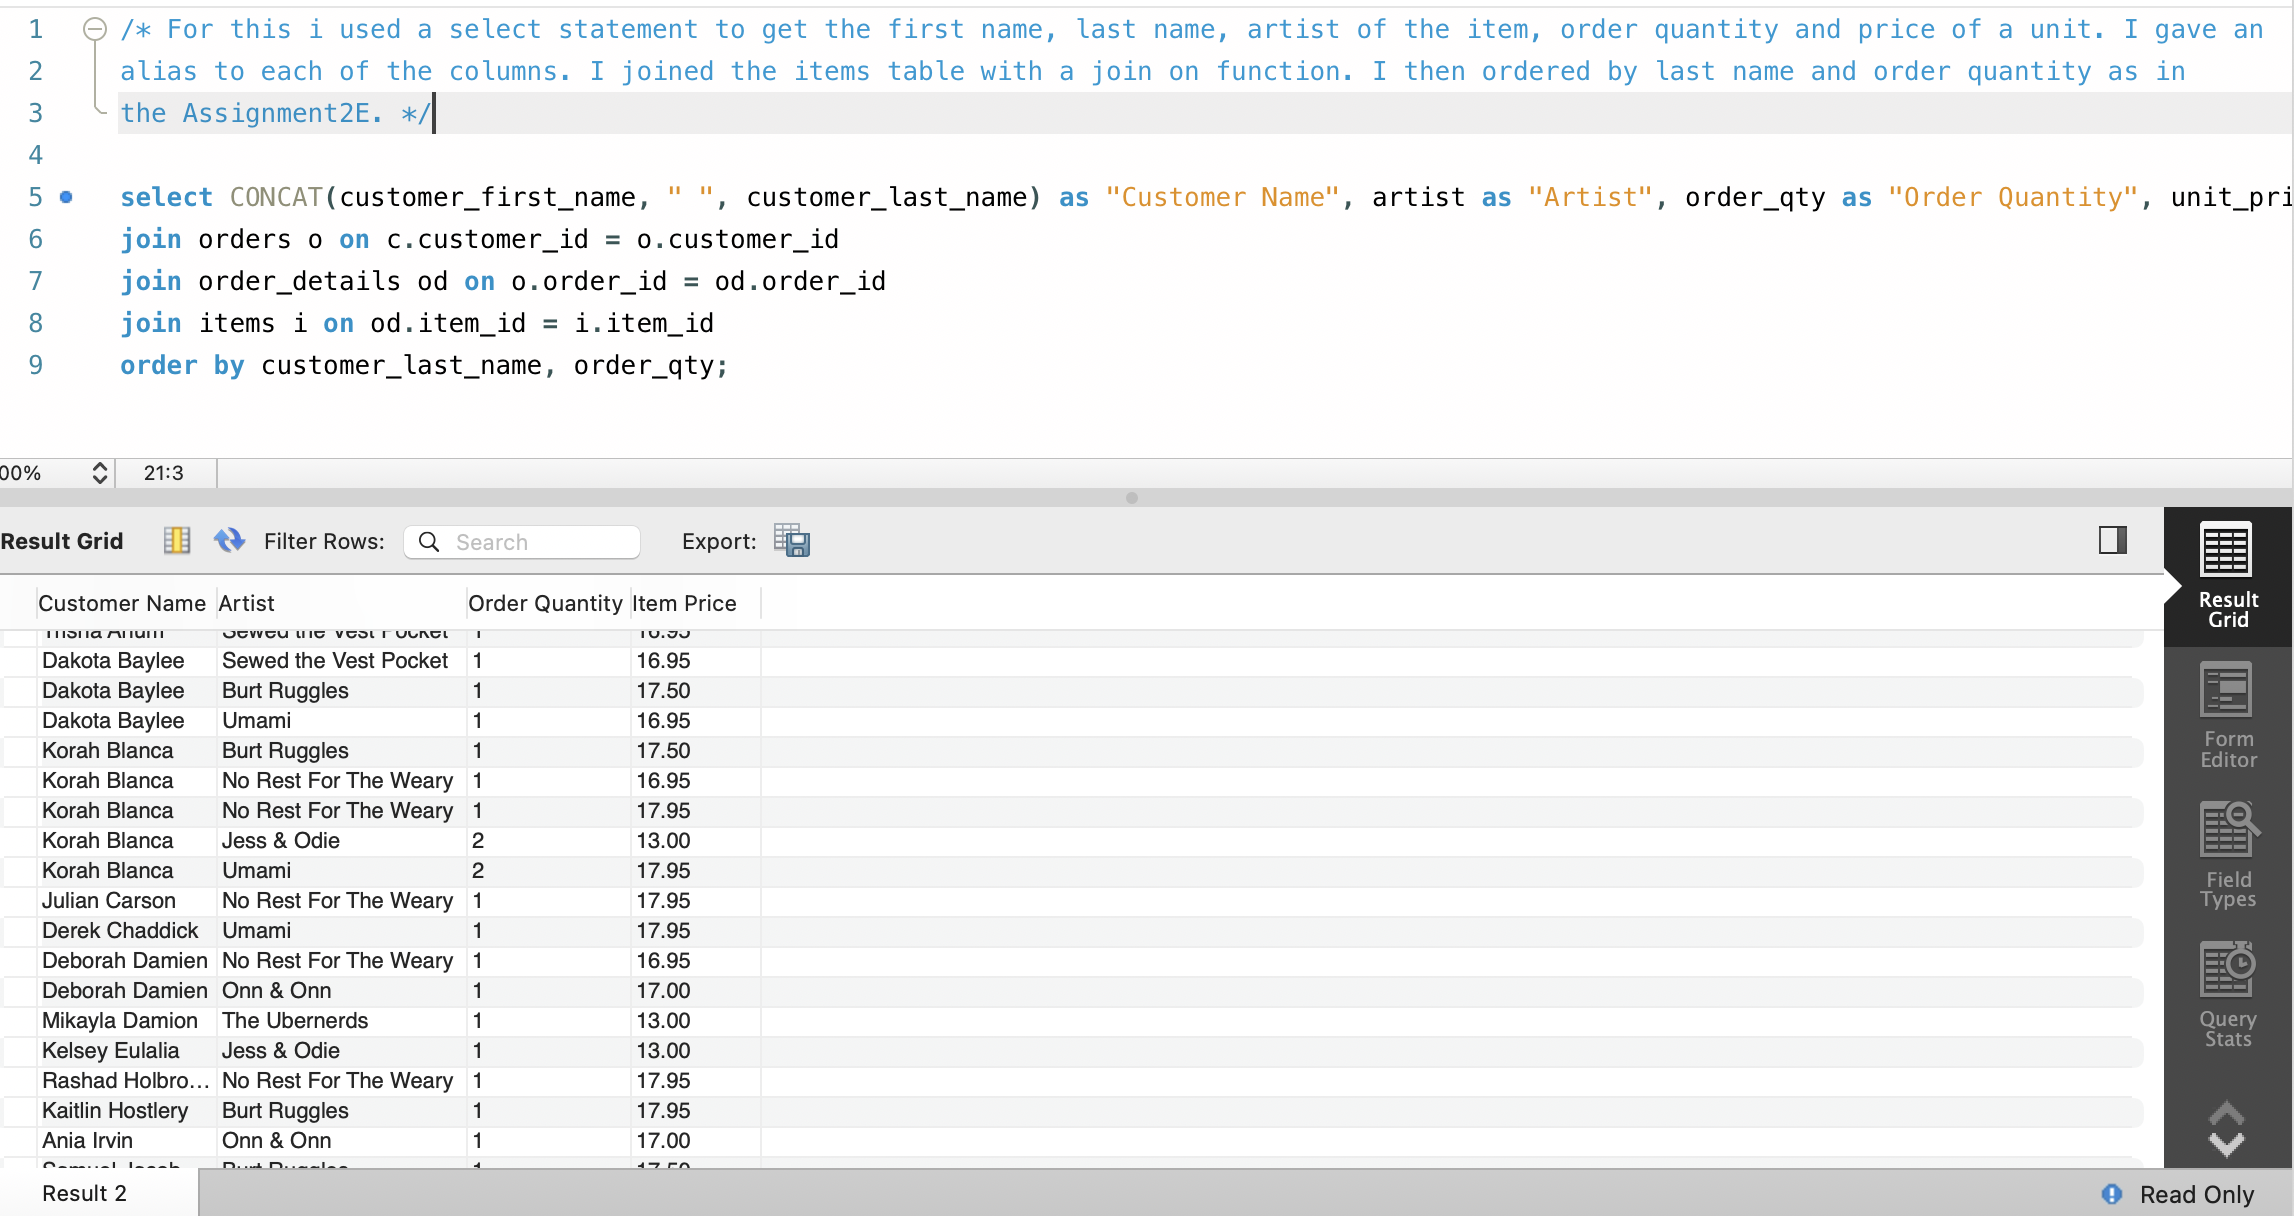 1 /* For this i used a select statement to get the first name, last name, artist of the item, order quantity and price of a unit. I gave an
2 alias to each of the columns. I joined the items table with a join on function. I then ordered by last name and order quantity as in
3 the Assignment2E. */
4
5 select CONCAT(customer_first_name, " ", customer_last_name) as "Customer Name", artist as "Artist", order_qty as "Order Quantity", unit_pri
6 join orders o on c.customer_id = o.customer_id
7 join order_details od on o.order_id = od.order_id
8 join items i on od.item_id = i.item_id
9 order by customer_last_name, order_qty;
00% 21:3
Result Grid Filter Rows: Search Export:
Customer Name Artist Order Quantity Item Price
Sewed the Vest Pocket 1 16.95
Dakota Baylee Sewed the Vest Pocket 1 16.95
Dakota Baylee Burt Ruggles 1 17.50
Dakota Baylee Umami 1 16.95
Korah Blanca Burt Ruggles 1 17.50
Korah Blanca No Rest For The Weary 1 16.95
Korah Blanca No Rest For The Weary 1 17.95
Korah Blanca Jess & Odie 2 13.00
Korah Blanca Umami 2 17.95
Julian Carson No Rest For The Weary 1 17.95
Derek Chaddick Umami 1 17.95
Deborah Damien No Rest For The Weary 1 16.95
Deborah Damien Onn & Onn 1 17.00
Mikayla Damion The Ubernerds 1 13.00
Kelsey Eulalia Jess & Odie 1 13.00
Rashad Holbro... No Rest For The Weary 1 17.95
Kaitlin Hostlery Burt Ruggles 1 17.95
Ania Irvin Onn & Onn 1 17.00
Samuel Jacob Burt Ruggles 1 17.50
Result
Grid
Form
Editor
Field
Types
Query
Stats
Result 2 Read Only